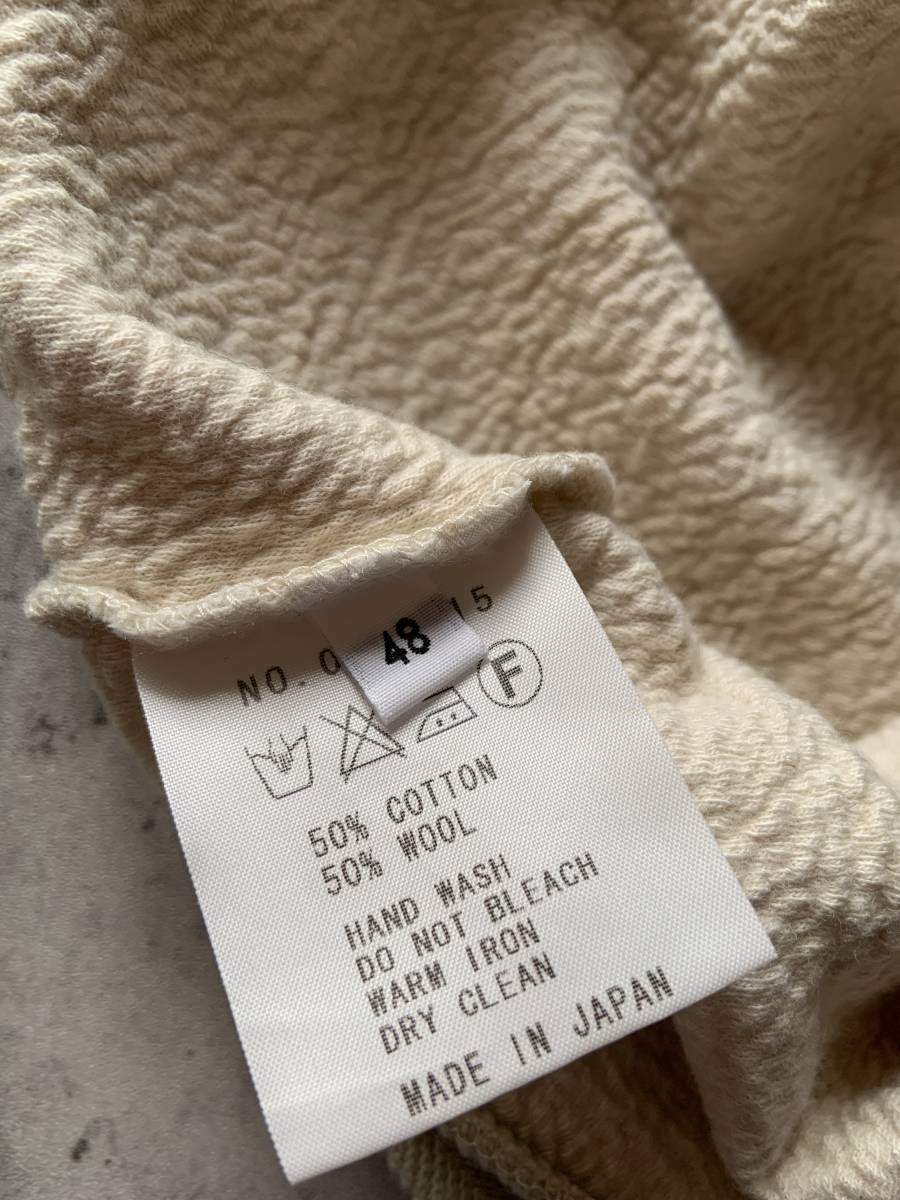 48
NO.0 15
F
50% COTTON
50% WOOL
HAND WASH
DO NOT BLEACH
WARM IRON
DRY CLEAN
MADE IN JAPAN